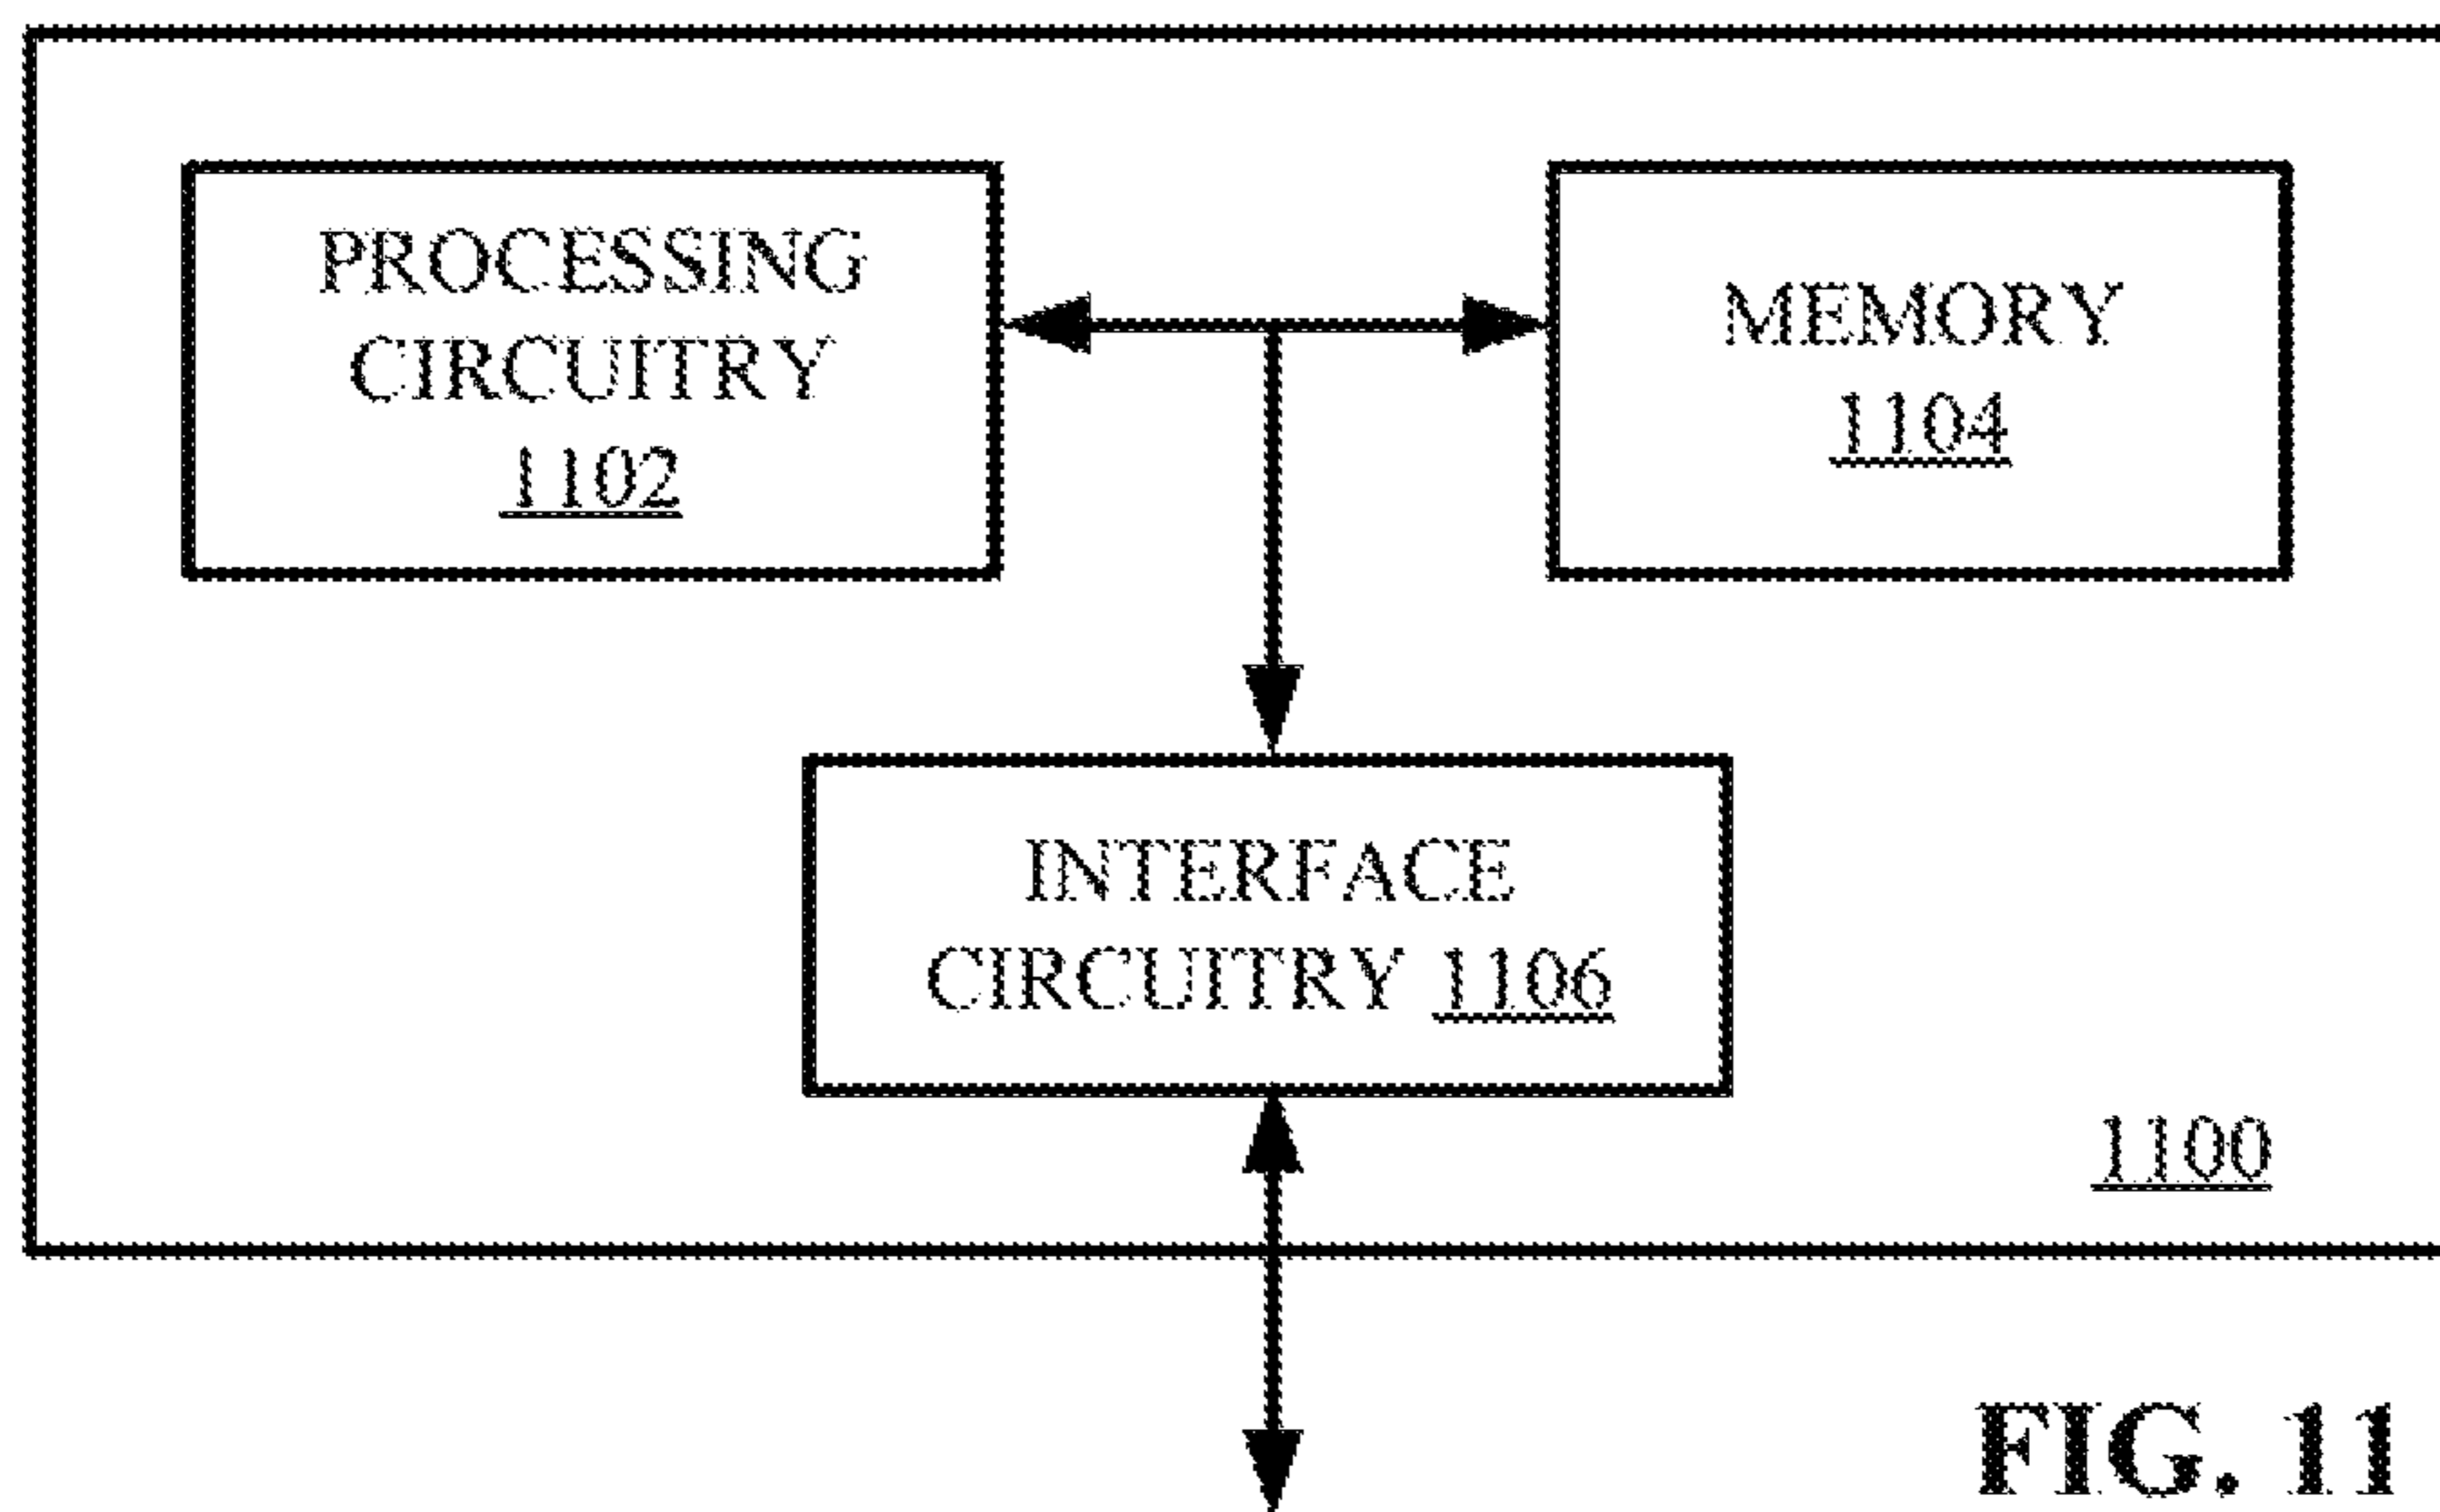 PROCESSING
CIRCUITRY
1102
MEMORY
1104
INTERFACE
CIRCUITRY 1106
1100
FIG. 11